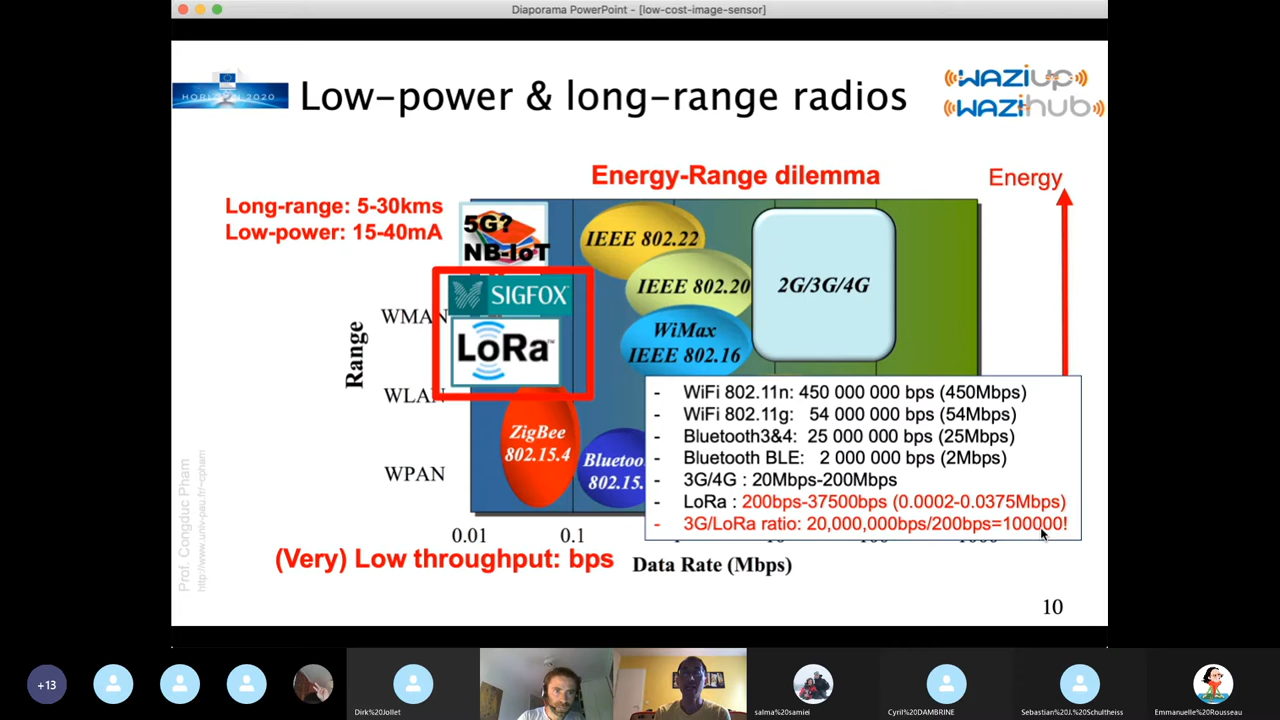 Diaporama PowerPoint - [low-cost-image-sensor]
HORIZON 2020
Low-power & long-range radios
WAZIUP
WAZIHUB
Energy-Range dilemma
Energy
Long-range: 5-30kms
Low-power: 15-40mA
5G?
NB-IoT
IEEE 802.22
IEEE 802.20
2G/3G/4G
SIGFOX
LoRa™
WiMax
IEEE 802.16
ZigBee
802.15.4
Bluetoo
802.15.
Range
WMAN
WLAN
WPAN
- WiFi 802.11n: 450 000 000 bps (450Mbps)
- WiFi 802.11g: 54 000 000 bps (54Mbps)
- Bluetooth3&4: 25 000 000 bps (25Mbps)
- Bluetooth BLE: 2 000 000 bps (2Mbps)
- 3G/4G : 20Mbps-200Mbps
- LoRa : 200bps-37500bps (0.0002-0.0375Mbps)
- 3G/LoRa ratio: 20,000,000bps/200bps=100000!
0.01
0.1
(Very) Low throughput: bps
Data Rate (Mbps)
Prof. Congduc Pham
http://www.univ-pau.fr/~cpham
10
+13
Dirk%20Jollet
salma%20samiei
Cyril%20DAMBRINE
Sebastian%20J.%20Schultheiss
Emmanuelle%20Rousseau